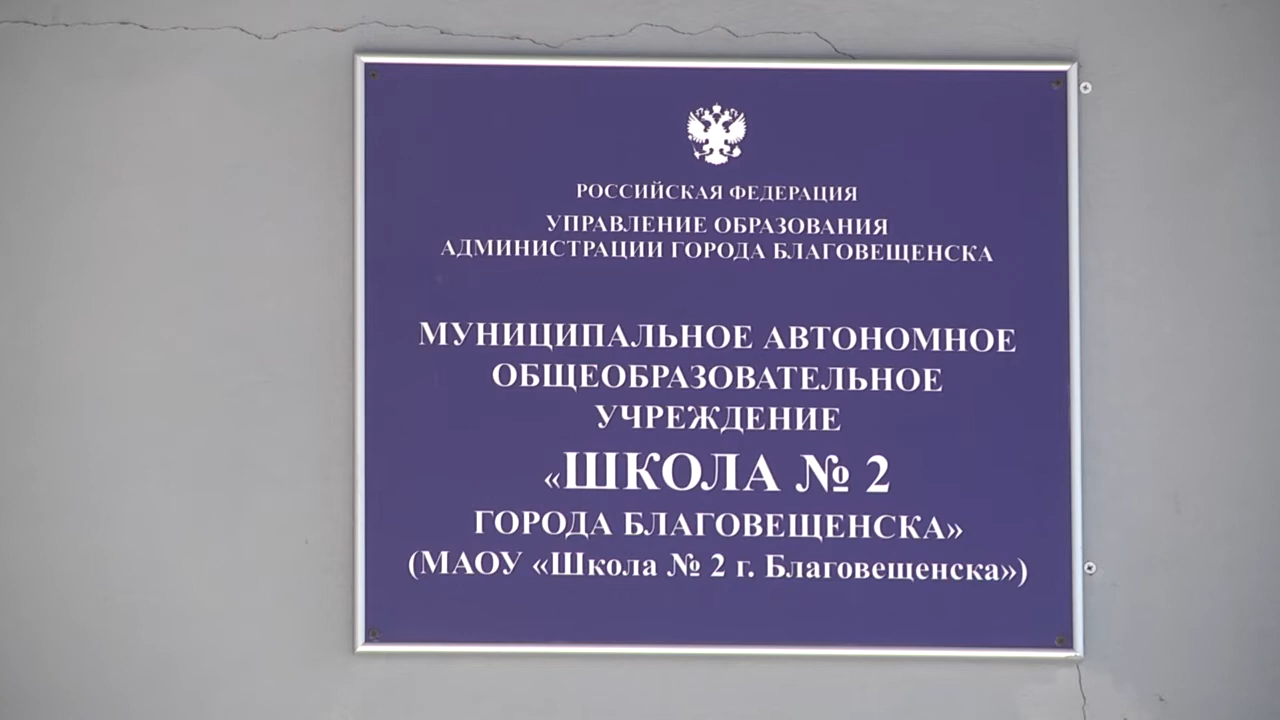 РОССИЙСКАЯ ФЕДЕРАЦИЯ
УПРАВЛЕНИЕ ОБРАЗОВАНИЯ
АДМИНИСТРАЦИИ ГОРОДА БЛАГОВЕЩЕНСКА
МУНИЦИПАЛЬНОЕ АВТОНОМНОЕ
ОБЩЕОБРАЗОВАТЕЛЬНОЕ
УЧРЕЖДЕНИЕ
«ШКОЛА № 2
ГОРОДА БЛАГОВЕЩЕНСКА»
(МАОУ «Школа № 2 г. Благовещенска»)